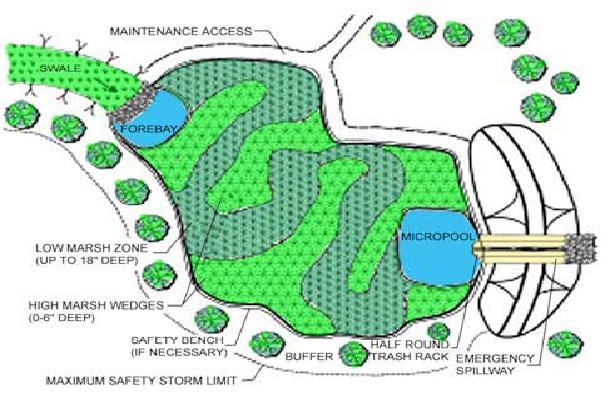 MAINTENANCE ACCESS
SWALE
FOREBAY
MICROPOOL
LOW MARSH ZONE
(UP TO 18" DEEP)
HIGH MARSH WEDGES
(0-6" DEEP)
SAFETY BENCH
(IF NECESSARY)
BUFFER
HALF ROUND
TRASH RACK
EMERGENCY
SPILLWAY
MAXIMUM SAFETY STORM LIMIT